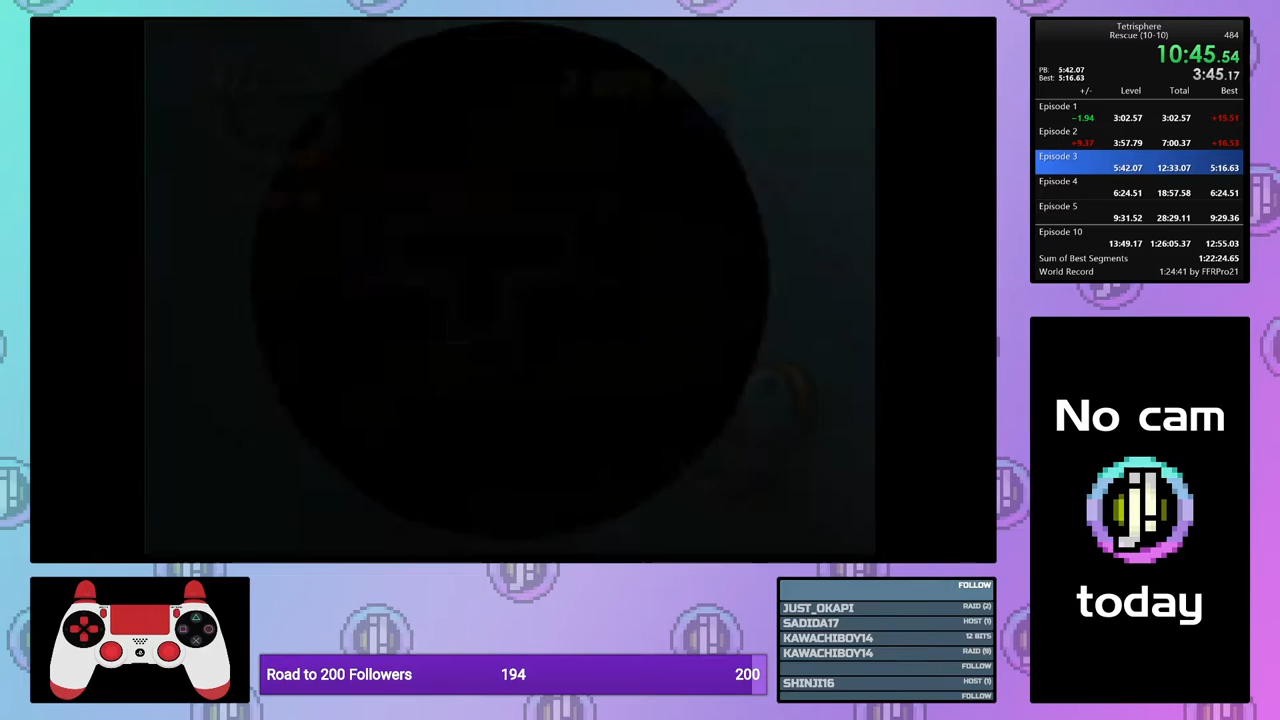 Tetrisphere
Rescue (10-10) 484
10:45.54
PB: 5:42.07
Best: 5:16.63
3:45.17
+/- Level Total Best
Episode 1
-1.94 3:02.57 3:02.57 +15.51
Episode 2
+9.37 3:57.79 7:00.37 +16.53
Episode 3
5:42.07 12:33.07 5:16.63
Episode 4
6:24.51 18:57.58 6:24.51
Episode 5
9:31.52 28:29.11 9:29.36
Episode 10
13:49.17 1:26:05.37 12:55.03
Sum of Best Segments 1:22:24.65
World Record 1:24:41 by FFRPro21
No cam
today
FOLLOW
JUST_OKAPI RAID (2)
SADIDA17 HOST (1)
KAWACHIBOY14 12 BITS
KAWACHIBOY14 RAID (9)
FOLLOW
SHINJI16 HOST (1)
FOLLOW
Road to 200 Followers 194 200